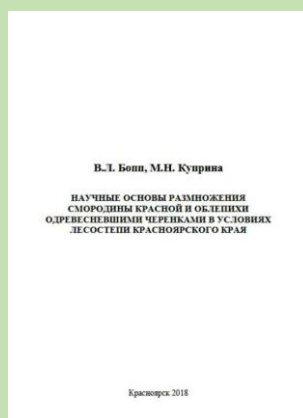 В.Л. Бопп, М.Н. Куприна
НАУЧНЫЕ ОСНОВЫ РАЗМНОЖЕНИЯ
СМОРОДИНЫ КРАСНОЙ И ОБЛЕПИХИ
ОДРЕВЕСНЕВШИМИ ЧЕРЕНКАМИ В УСЛОВИЯХ
ЛЕСОСТЕПИ КРАСНОЯРСКОГО КРАЯ
Красноярск 2018